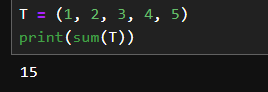 T = (1, 2, 3, 4, 5)
print(sum(T))
15